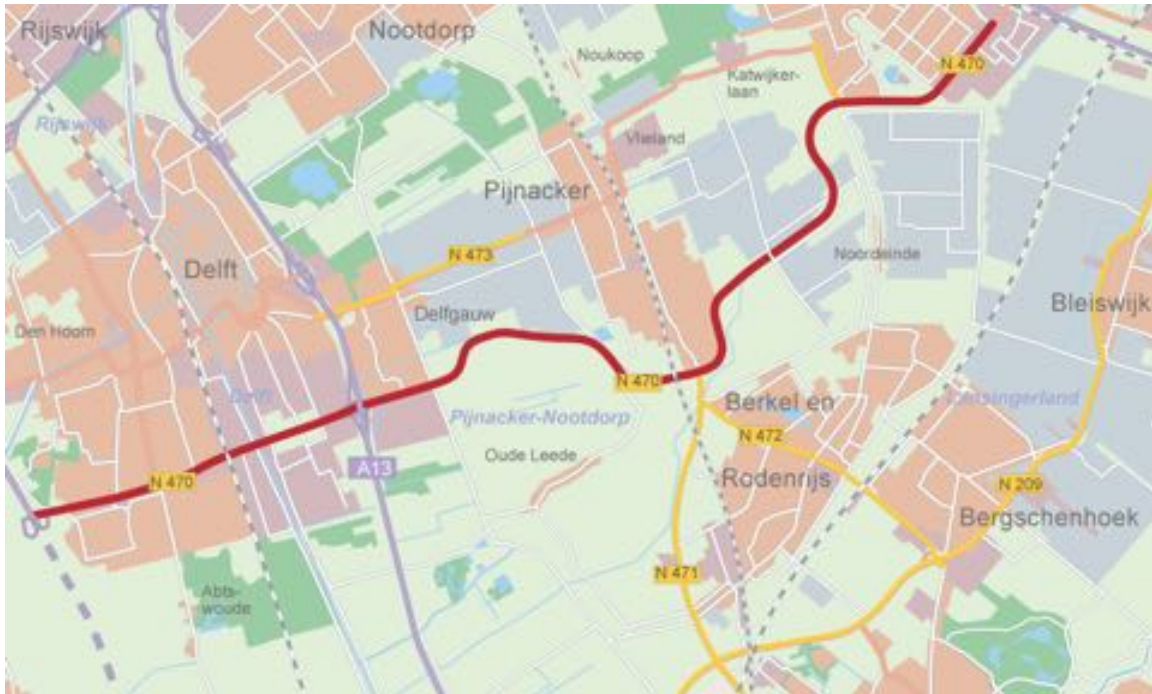 Rijswijk
Nootdorp
Noukoop
Katwijker-
laan
N 470
Rijswijk
Vlieland
Pijnacker
N 473
Noordeinde
Delft
Delfgauw
Bleiswijk
Den Hoorn
N 470
Delft
Pijnacker-Nootdorp
Berkel en
N 472
Oude Leede
A13
N 470
Rodenrijs
N 209
Bergschenhoek
N 471
Abts-
woude